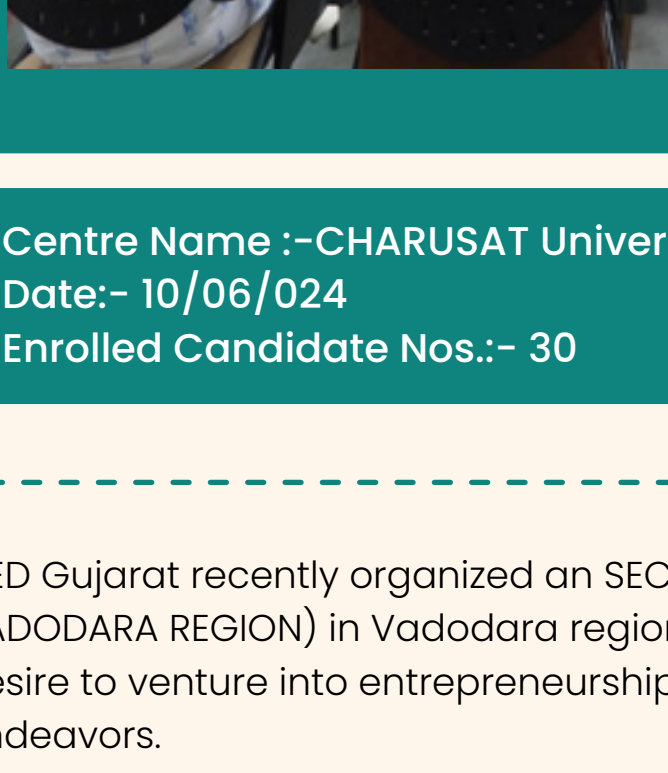 Centre Name :-CHARUSAT Univer
Date:- 10/06/024
Enrolled Candidate Nos.:- 30
ED Gujarat recently organized an SEC
ADODARA REGION) in Vadodara region
esire to venture into entrepreneurship
ndeavors.